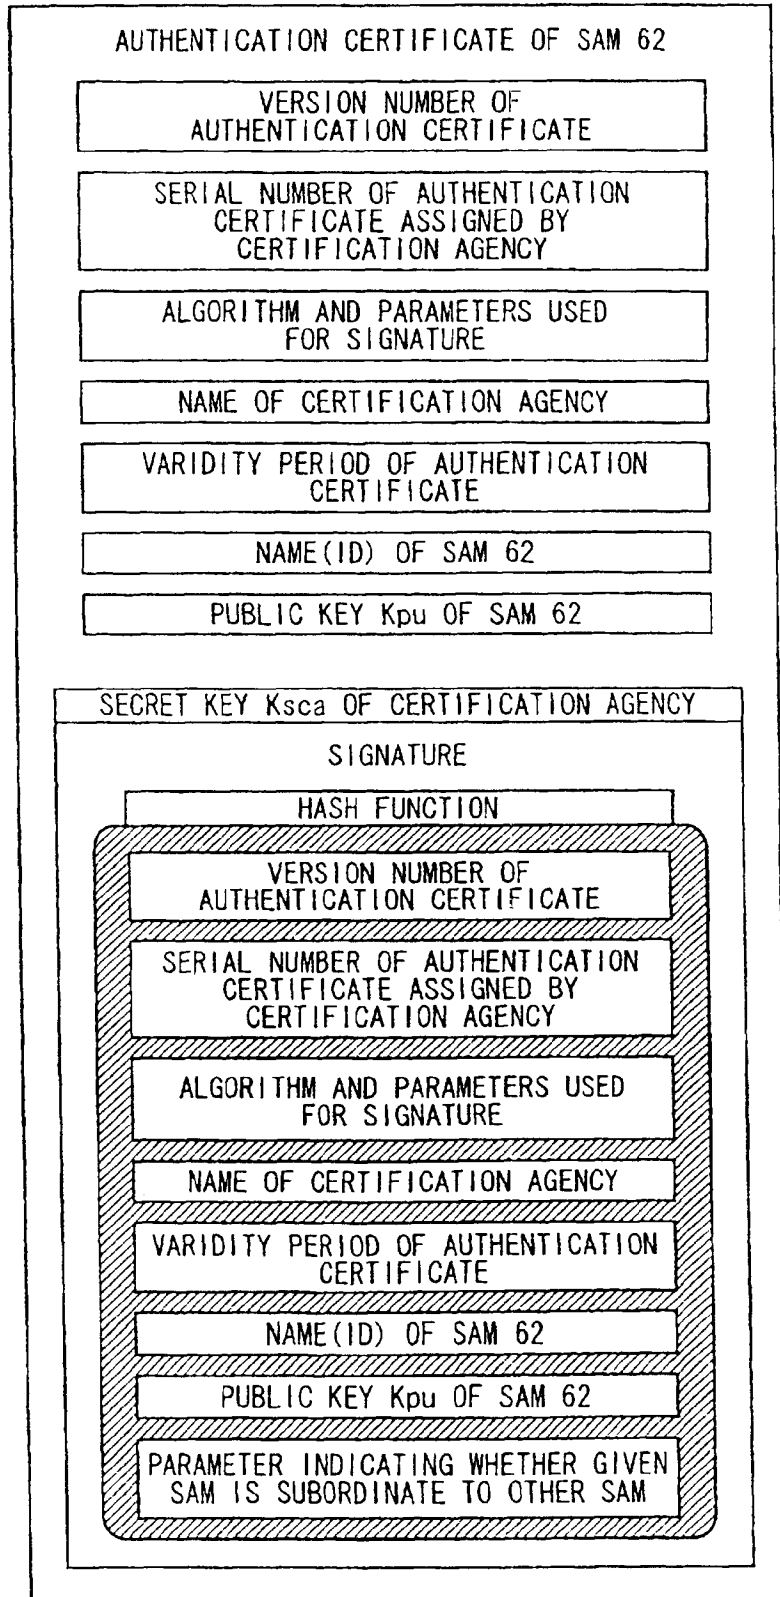 AUTHENTICATION CERTIFICATE OF SAM 62
VERSION NUMBER OF
AUTHENTICATION CERTIFICATE
SERIAL NUMBER OF AUTHENTICATION
CERTIFICATE ASSIGNED BY
CERTIFICATION AGENCY
ALGORITHM AND PARAMETERS USED
FOR SIGNATURE
NAME OF CERTIFICATION AGENCY
VARIDITY PERIOD OF AUTHENTICATION
CERTIFICATE
NAME(ID) OF SAM 62
PUBLIC KEY Kpu OF SAM 62
SECRET KEY Ksca OF CERTIFICATION AGENCY
SIGNATURE
HASH FUNCTION
VERSION NUMBER OF
AUTHENTICATION CERTIFICATE
SERIAL NUMBER OF AUTHENTICATION
CERTIFICATE ASSIGNED BY
CERTIFICATION AGENCY
ALGORITHM AND PARAMETERS USED
FOR SIGNATURE
NAME OF CERTIFICATION AGENCY
VARIDITY PERIOD OF AUTHENTICATION
CERTIFICATE
NAME(ID) OF SAM 62
PUBLIC KEY Kpu OF SAM 62
PARAMETER INDICATING WHETHER GIVEN
SAM IS SUBORDINATE TO OTHER SAM